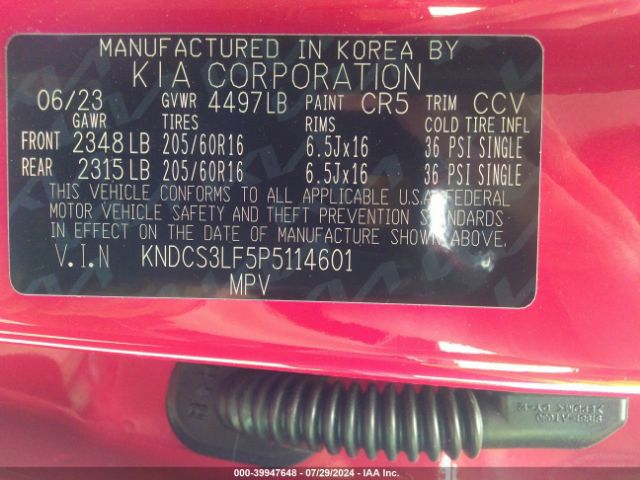 MANUFACTURED IN KOREA BY
KIA CORPORATION
06/23 GVWR 4497LB PAINT CR5 TRIM CCV
GAWR TIRES RIMS COLD TIRE INFL
FRONT 2348LB 205/60R16 6.5Jx16 36 PSI SINGLE
REAR 2315LB 205/60R16 6.5Jx16 36 PSI SINGLE
THIS VEHICLE CONFORMS TO ALL APPLICABLE U.S.A FEDERAL
MOTOR VEHICLE SAFETY AND THEFT PREVENTION STANDARDS
IN EFFECT ON THE DATE OF MANUFACTURE SHOWN ABOVE.
V.I.N KNDCS3LF5P5114601
MPV
000-39947648 - 07/29/2024 - IAA Inc.